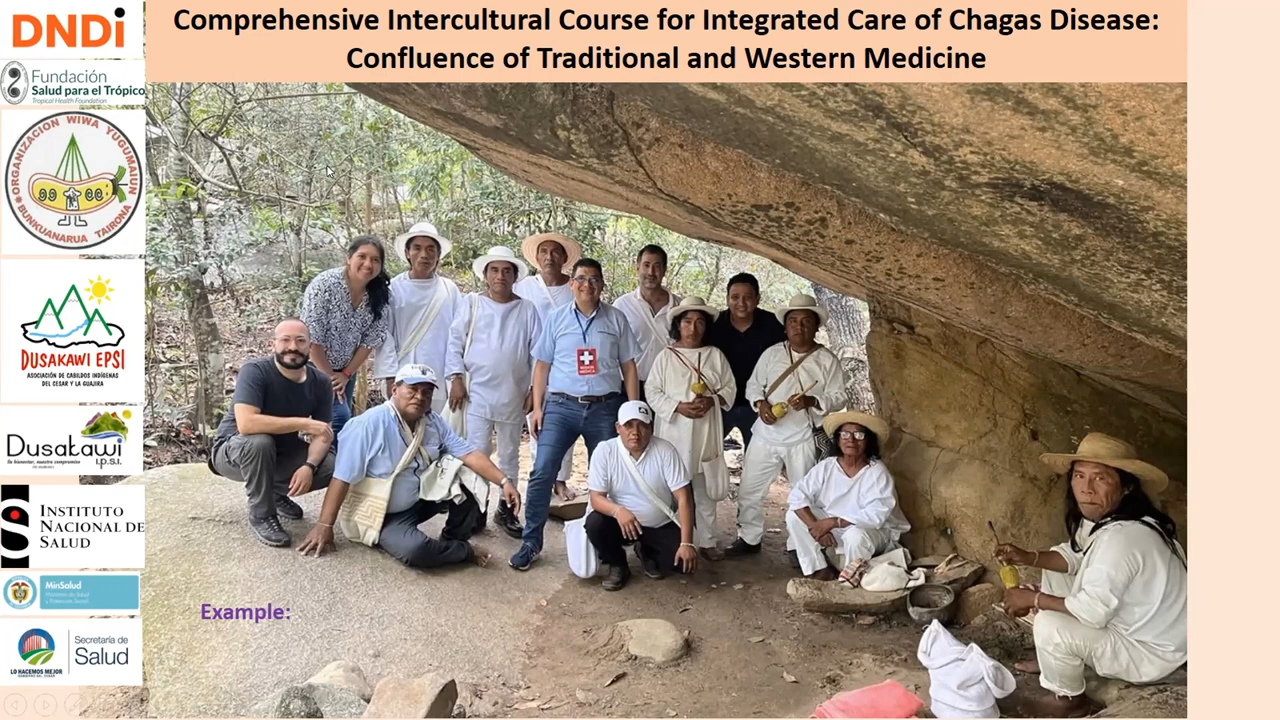 Comprehensive Intercultural Course for Integrated Care of Chagas Disease:
Confluence of Traditional and Western Medicine
DNDi
Fundación
Salud para el Trópico
Tropical Health Foundation
ORGANIZACION WIWA YUGUMAIUN
BUNKUANARUA TAIRONA
DUSAKAWI EPSI
ASOCIACIÓN DE CABILDOS INDÍGENAS
DEL CESAR Y LA GUAJIRA
Dusakawi
i.p.s.i.
INSTITUTO
NACIONAL DE
SALUD
MinSalud
LO HACEMOS MEJOR
Secretaría de
Salud
Example: